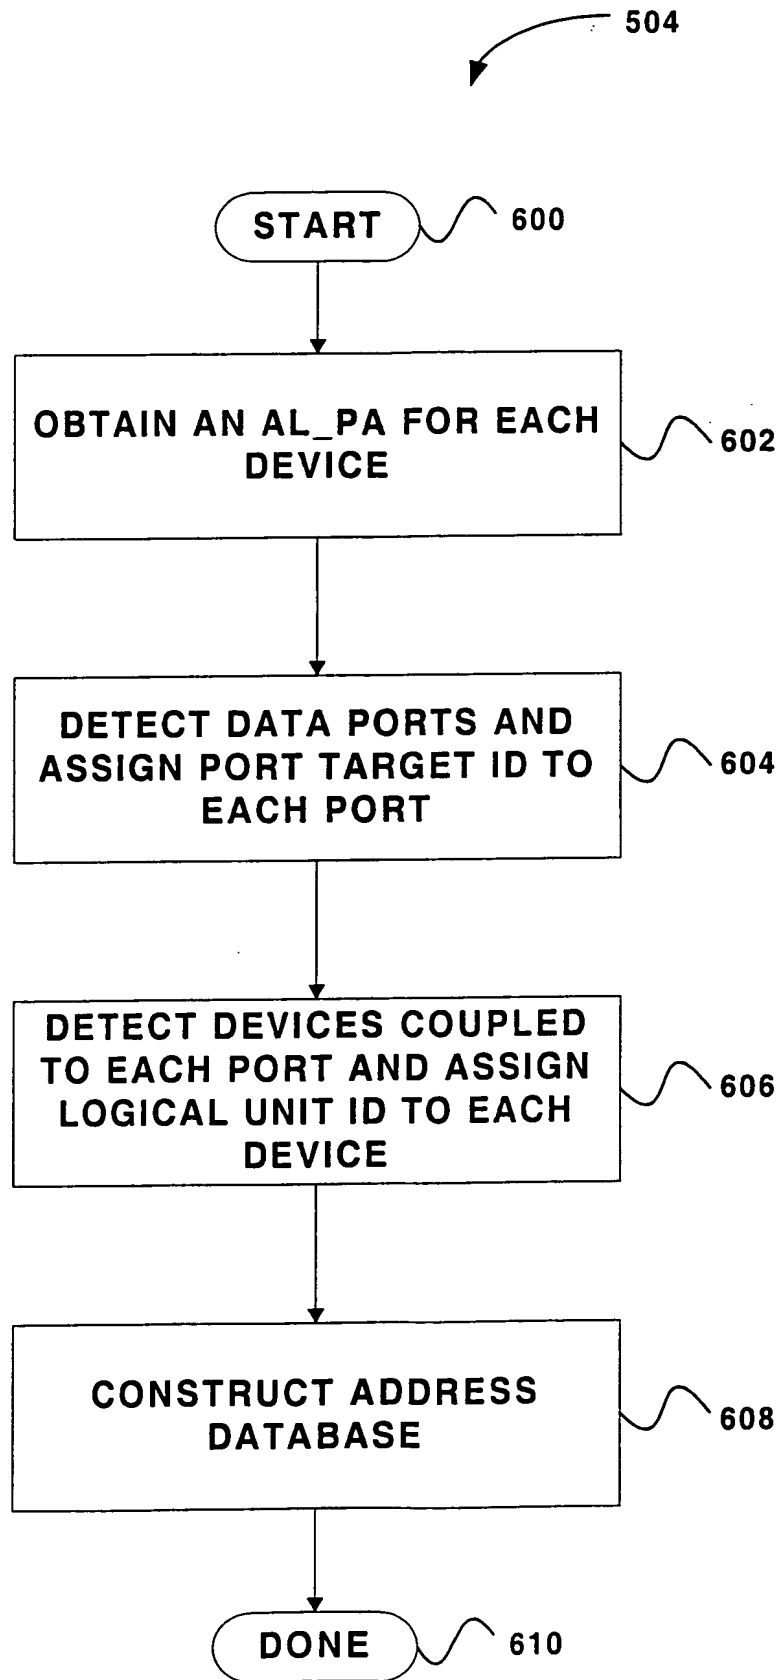 504
START
600
OBTAIN AN AL_PA FOR EACH
DEVICE
602
DETECT DATA PORTS AND
ASSIGN PORT TARGET ID TO
EACH PORT
604
DETECT DEVICES COUPLED
TO EACH PORT AND ASSIGN
LOGICAL UNIT ID TO EACH
DEVICE
606
CONSTRUCT ADDRESS
DATABASE
608
DONE
610